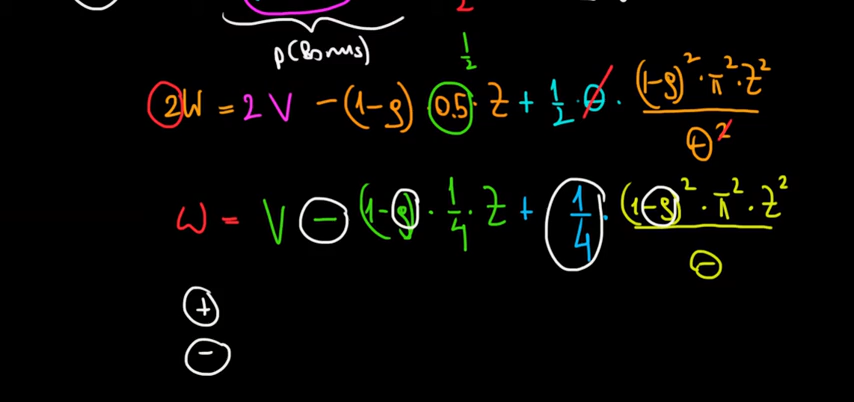 2
p(Bonus) 1/2
2W = 2V - (1-ρ) · 0.5 · Z + 1/2 · θ · (1-ρ)² · π² · Z² / θ²
W = V - (1-ρ) · 1/4 · Z + 1/4 · (1-ρ)² · π² · Z² / θ
+
-